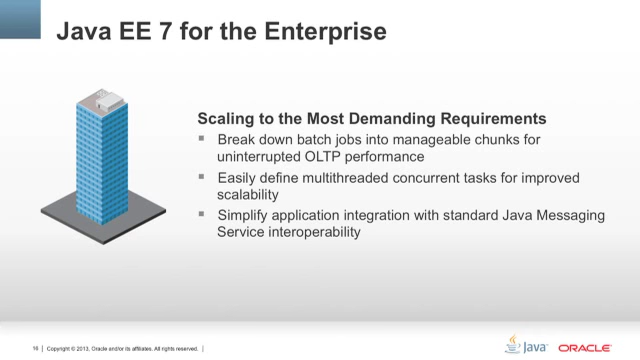 Java EE 7 for the Enterprise
Scaling to the Most Demanding Requirements
Break down batch jobs into manageable chunks for
uninterrupted OLTP performance
Easily define multithreaded concurrent tasks for improved
scalability
Simplify application integration with standard Java Messaging
Service interoperability
16 | Copyright © 2013, Oracle and/or its affiliates. All rights reserved. |
Java
ORACLE